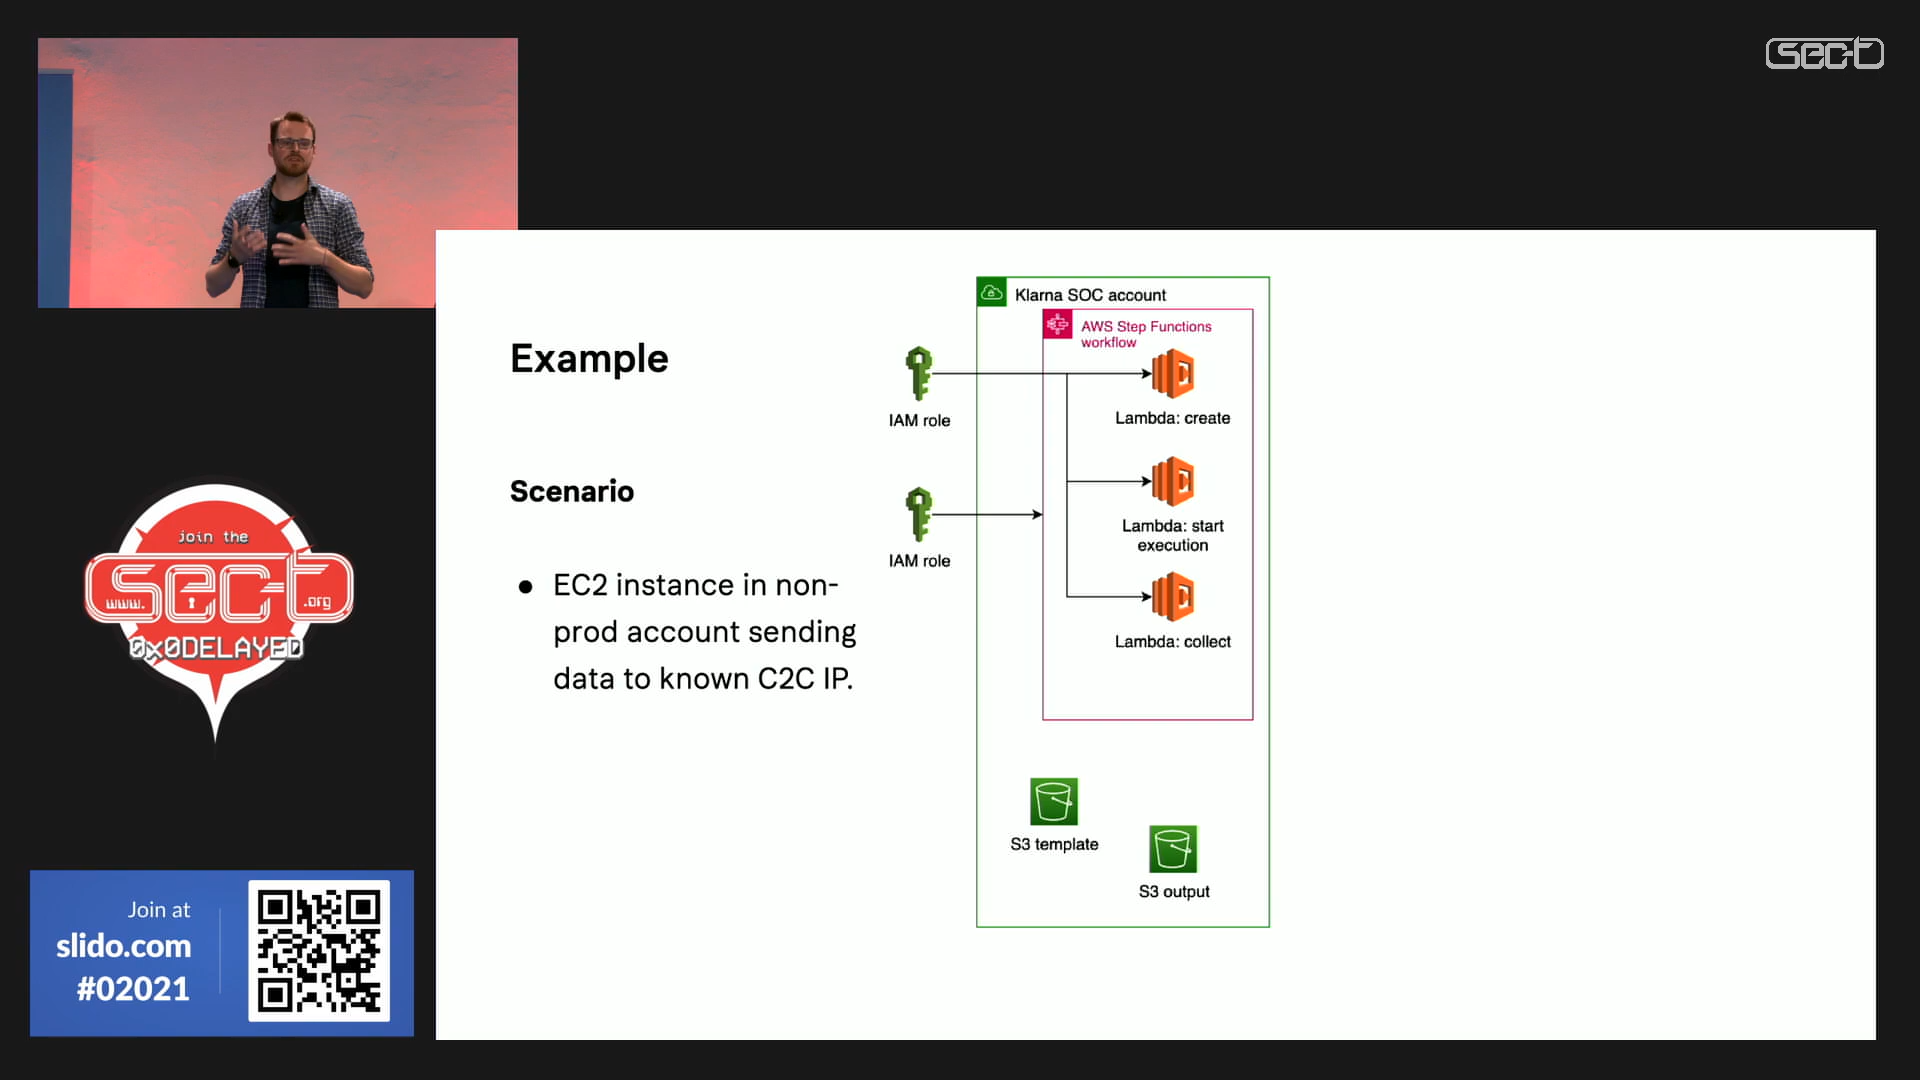 sec-t
Example
Scenario
● EC2 instance in non-
prod account sending
data to known C2C IP.
Klarna SOC account
AWS Step Functions
workflow
IAM role
Lambda: create
IAM role
Lambda: start
execution
Lambda: collect
S3 template
S3 output
join the
sec-t
www.
.org
0x0DELAYED
Join at
slido.com
#02021